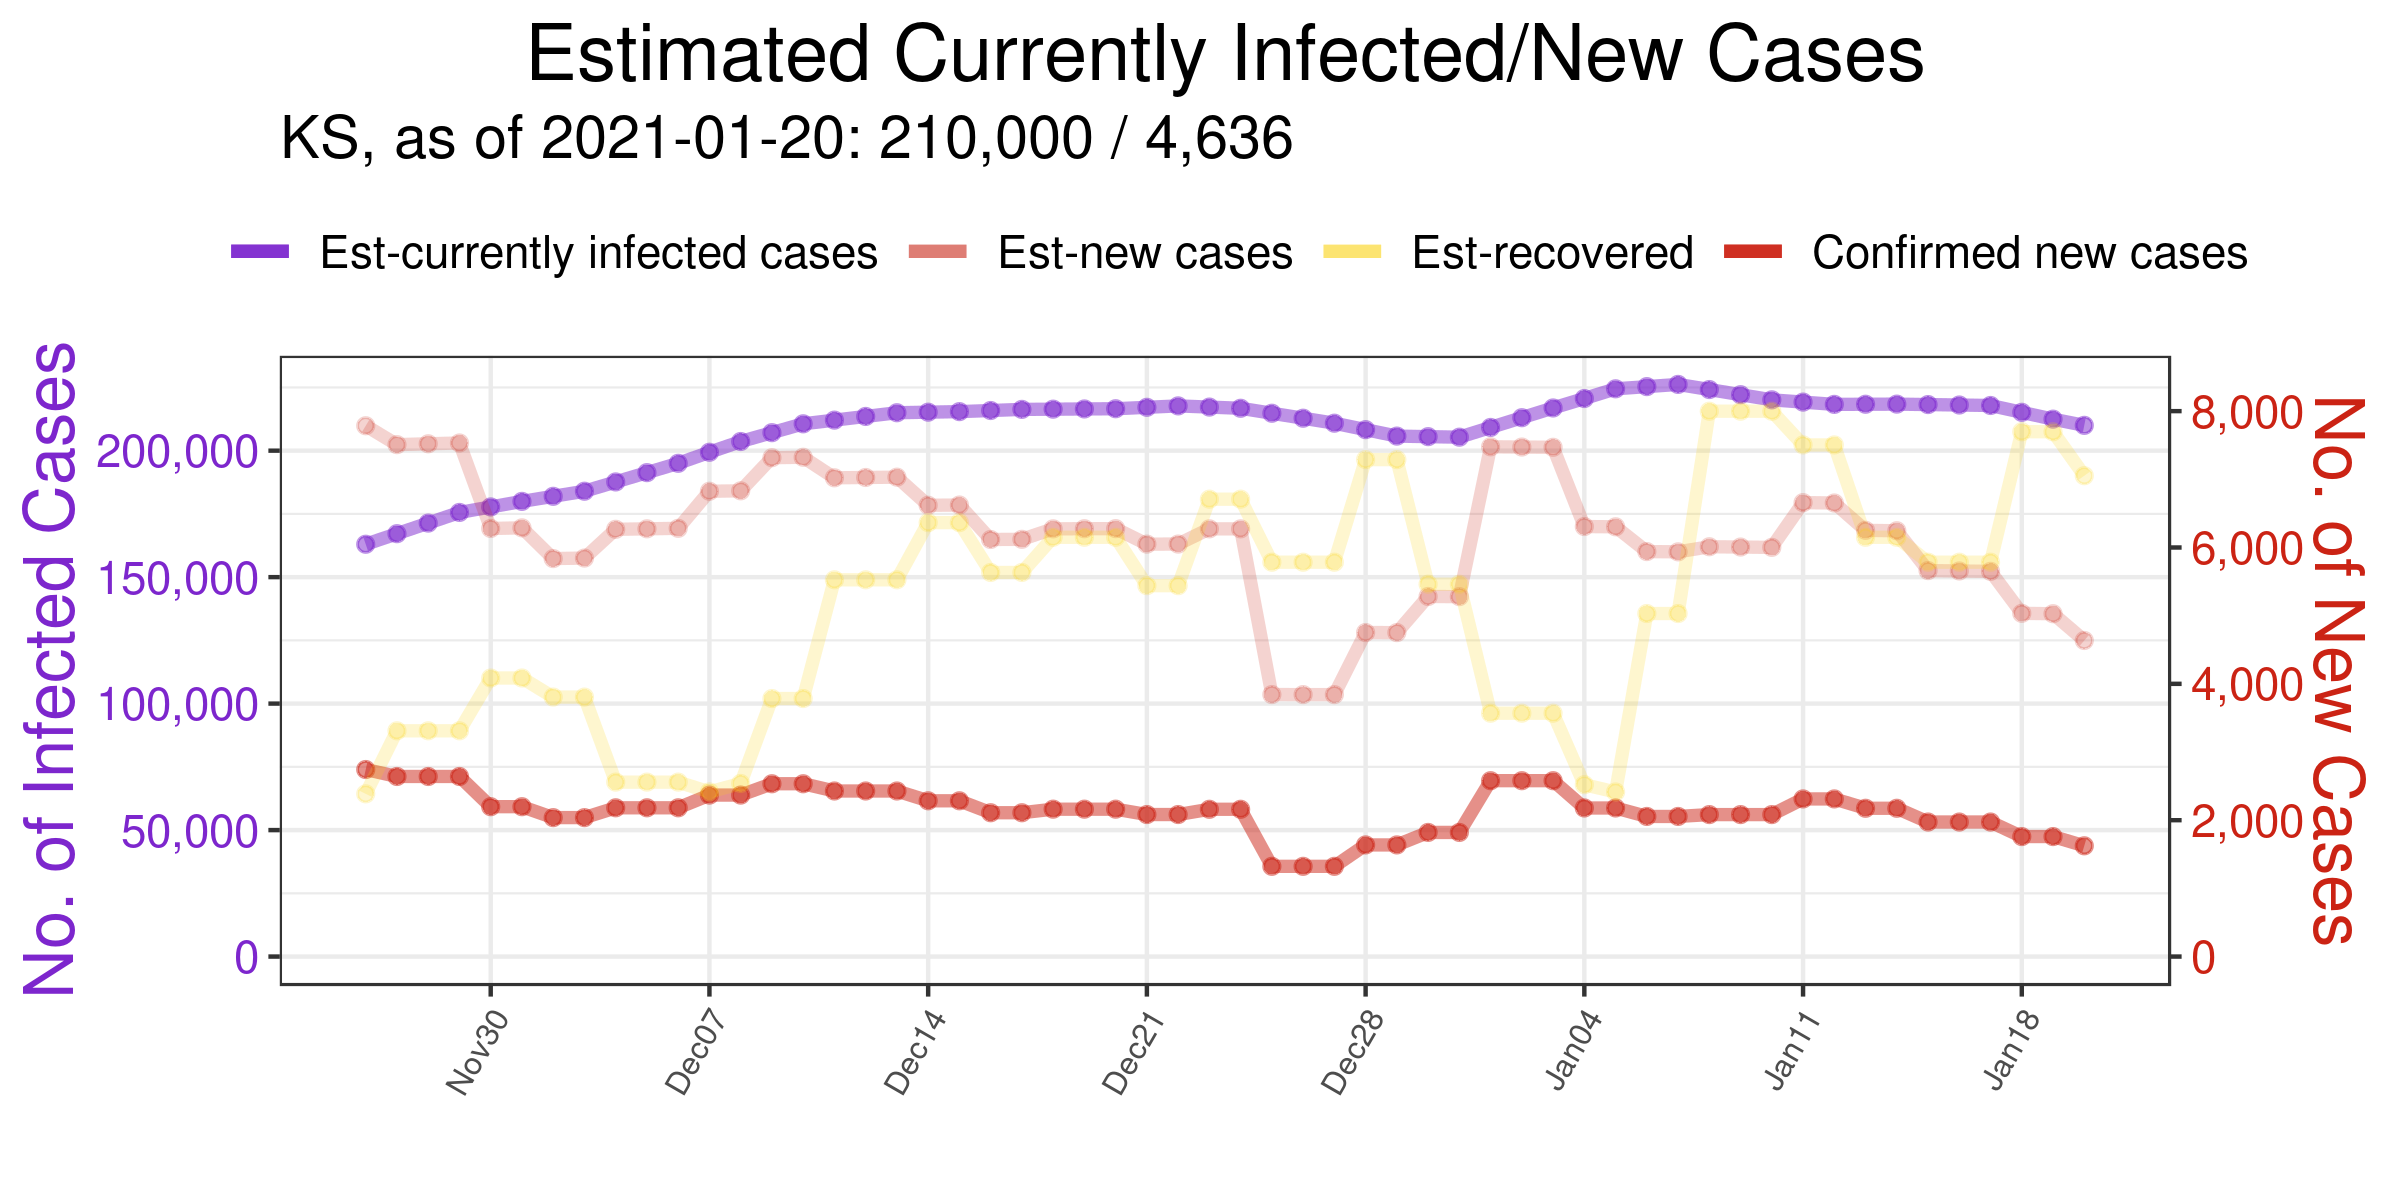 Estimated Currently Infected/New Cases
KS, as of 2021-01-20: 210,000 / 4,636
Est-currently infected cases Est-new cases Est-recovered Confirmed new cases
No. of Infected Cases
200,000
150,000
100,000
50,000
0
8,000
6,000
4,000
2,000
0
No. of New Cases
Nov30 Dec07 Dec14 Dec21 Dec28 Jan04 Jan11 Jan18